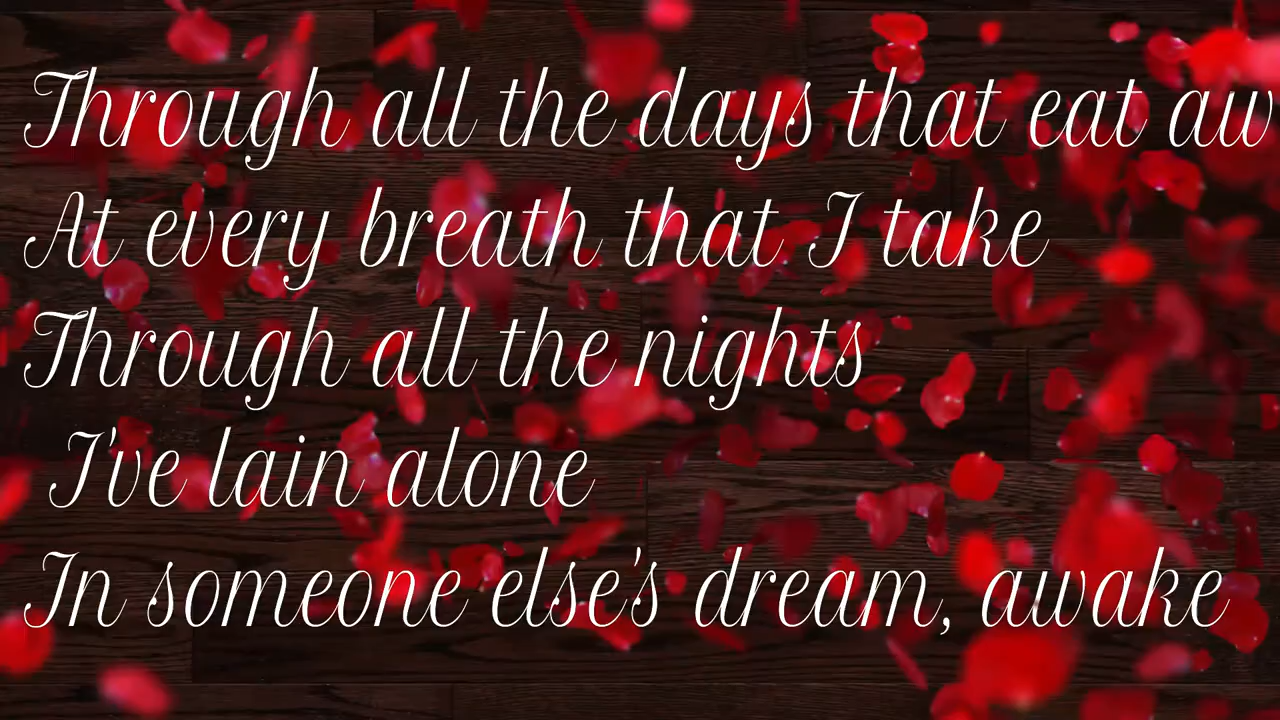 Through all the days that eat aw
At every breath that I take
Through all the nights
I've lain alone
In someone else's dream, awake